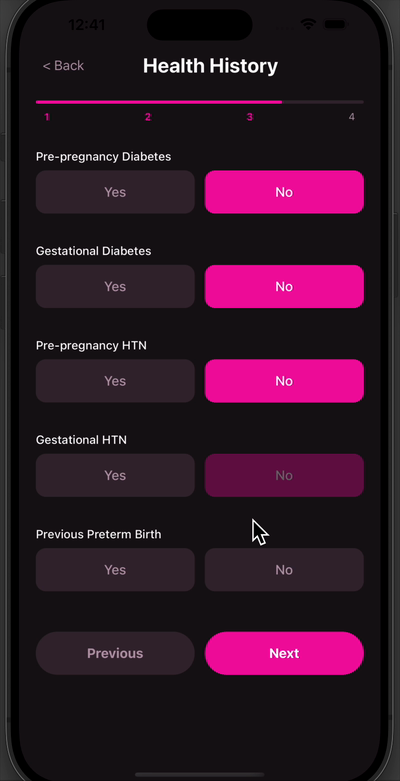 12:41
< Back Health History
1 2 3 4
Pre-pregnancy Diabetes
Yes No
Gestational Diabetes
Yes No
Pre-pregnancy HTN
Yes No
Gestational HTN
Yes No
Previous Preterm Birth
Yes No
Previous Next